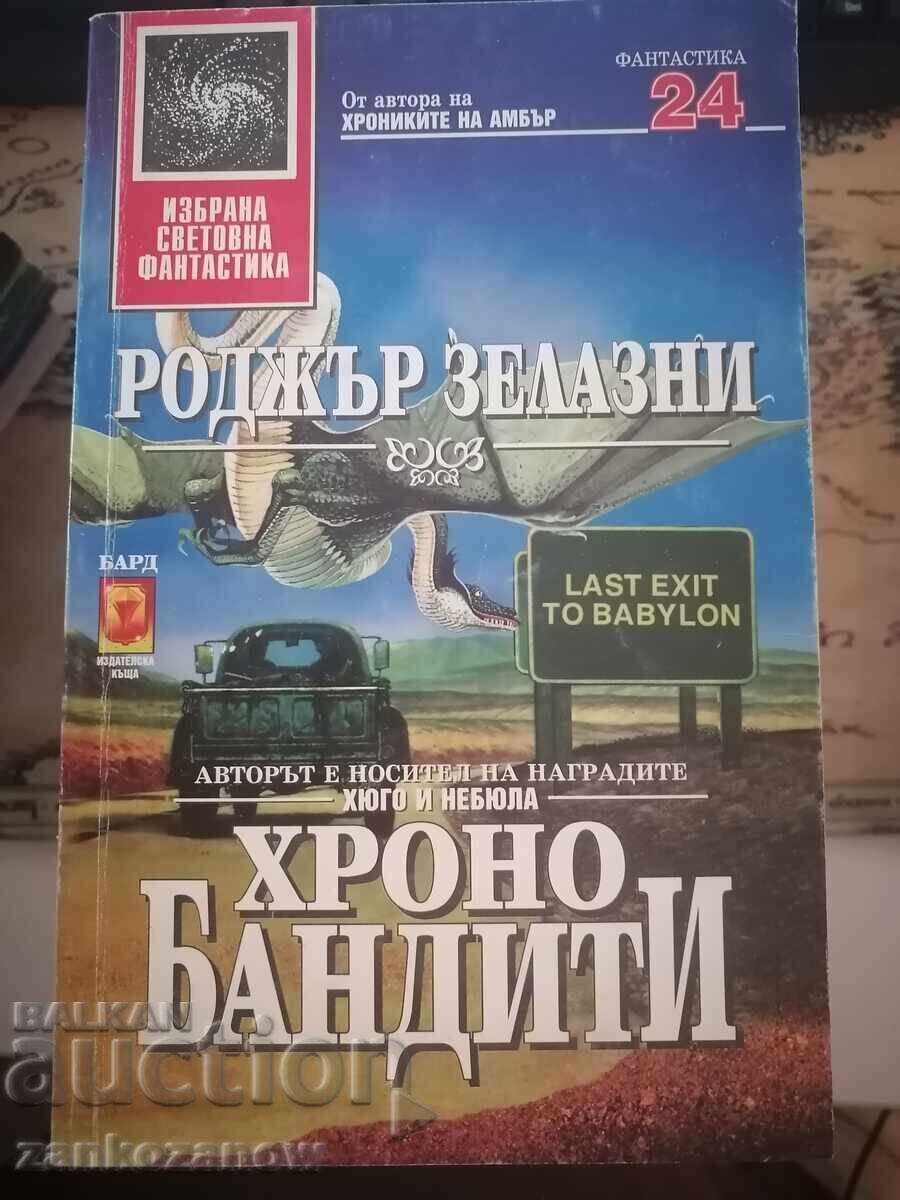 ФАНТАСТИКА
24
От автора на
ХРОНИКИТЕ НА АМБЪР
ИЗБРАНА
СВЕТОВНА
ФАНТАСТИКА
РОДЖЪР ЗЕЛАЗНИ
БАРД
ИЗДАТЕЛСКА
КЪЩА
LAST EXIT
TO BABYLON
АВТОРЪТ Е НОСИТЕЛ НА НАГРАДИТЕ
ХЮГО И НЕБЮЛА
ХРОНО
БАНДИТИ
BALKAN
auction
zankozanow